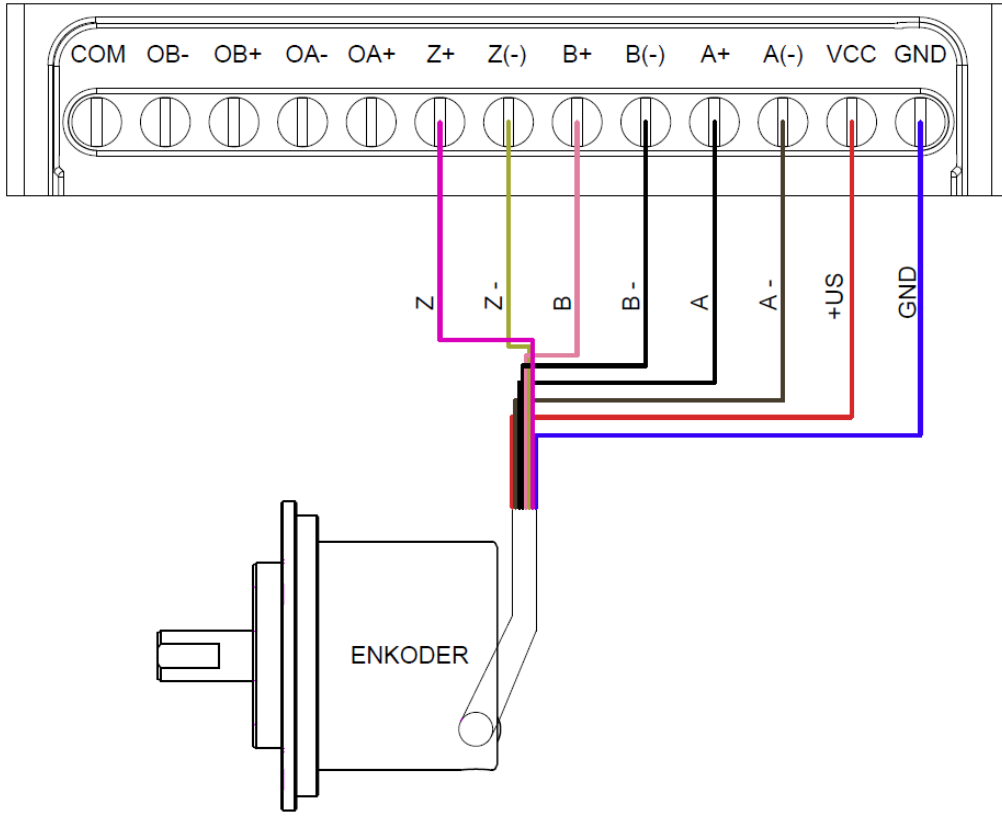 COM OB- OB+ OA- OA+ Z+ Z(-) B+ B(-) A+ A(-) VCC GND
Z Z - B B - A A - +US GND
ENKODER